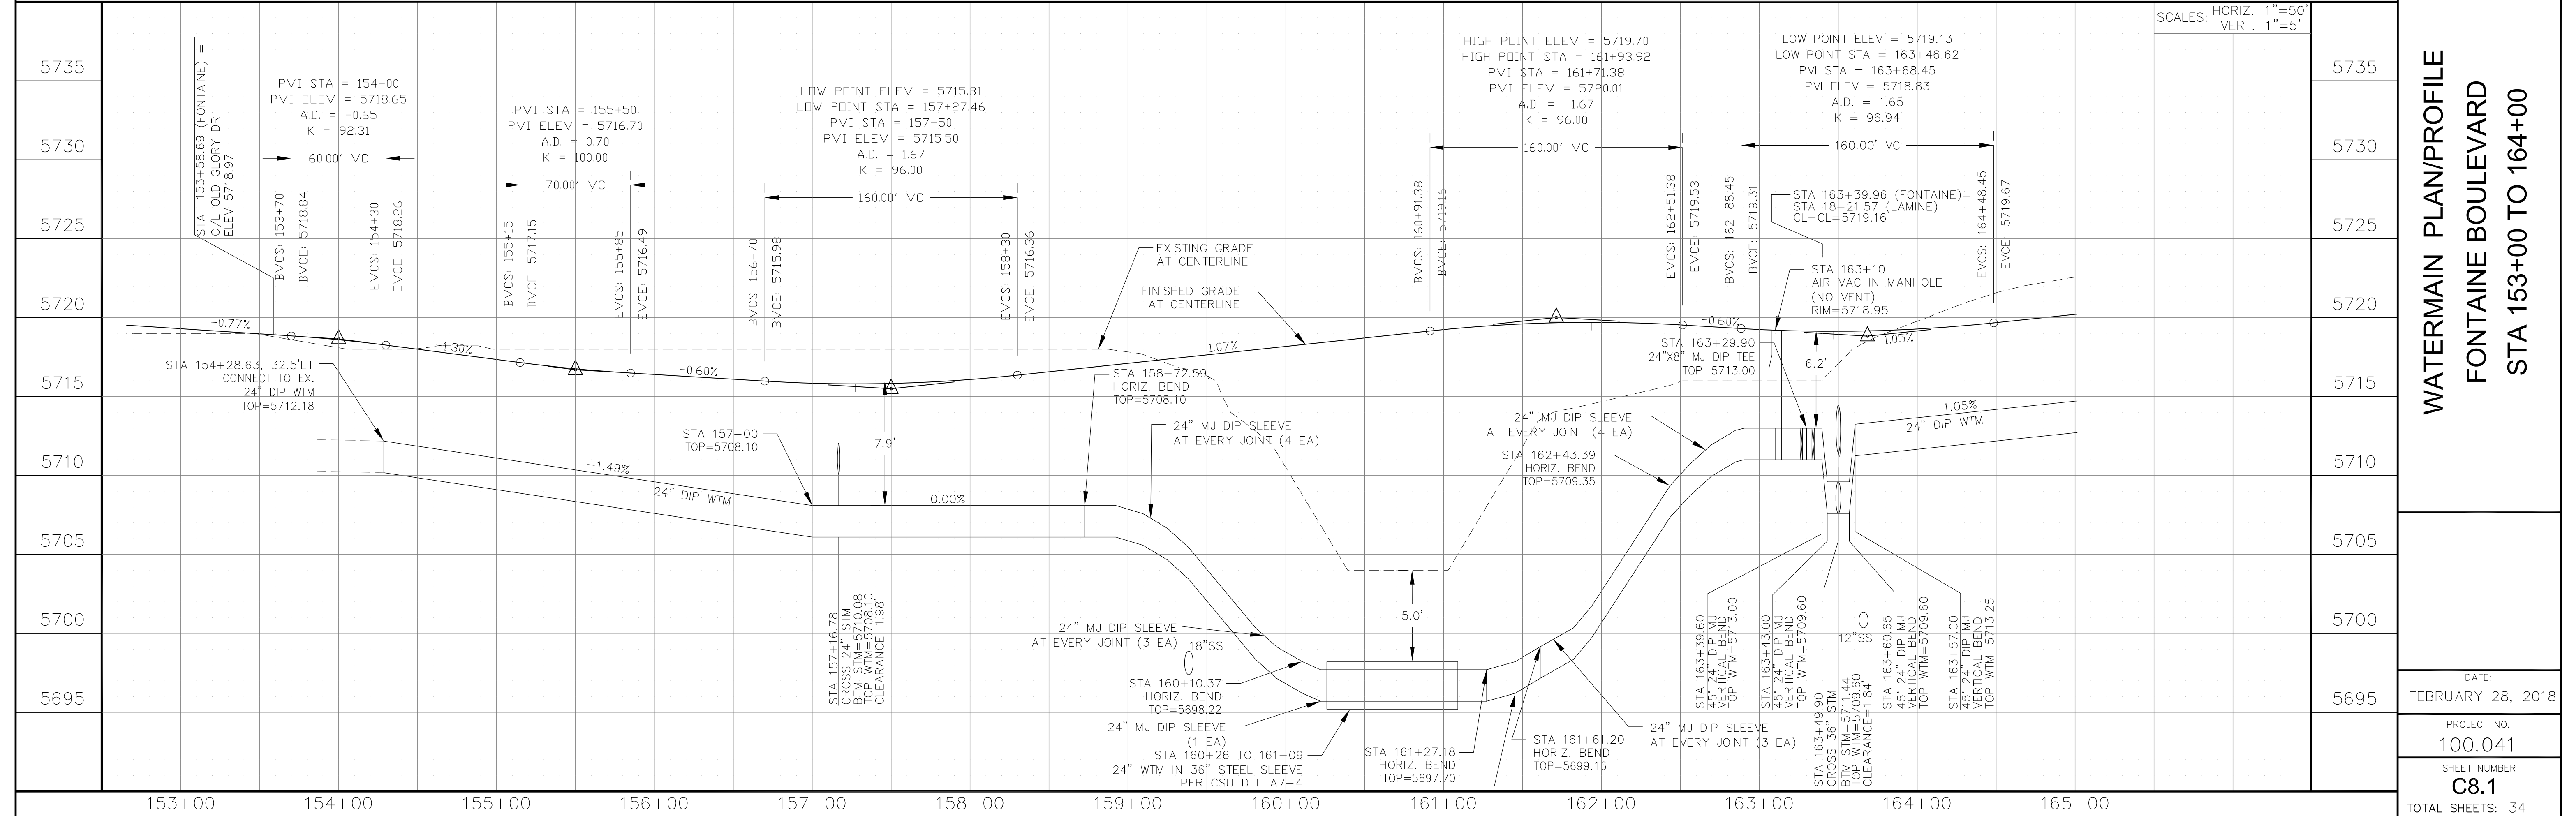 SCALES: HORIZ. 1"=50'
VERT. 1"=5'
5735
5730
5725
5720
5715
5710
5705
5700
5695
STA 153+58.69 (FONTAINE) =
C/L OLD GLORY DR
ELEV 5718.97
PVI STA = 154+00
PVI ELEV = 5718.65
A.D. = -0.65
K = 92.31
60.00' VC
BVCS: 153+70
BVCE: 5718.84
EVCS: 154+30
EVCE: 5718.26
PVI STA = 155+50
PVI ELEV = 5716.70
A.D. = 0.70
K = 100.00
70.00' VC
BVCS: 155+15
BVCE: 5717.15
EVCS: 155+85
EVCE: 5716.49
LOW POINT ELEV = 5715.81
LOW POINT STA = 157+27.46
PVI STA = 157+50
PVI ELEV = 5715.50
A.D. = 1.67
K = 96.00
160.00' VC
BVCS: 156+70
BVCE: 5715.98
EVCS: 158+30
EVCE: 5716.36
HIGH POINT ELEV = 5719.70
HIGH POINT STA = 161+93.92
PVI STA = 161+71.38
PVI ELEV = 5720.01
A.D. = -1.67
K = 96.00
160.00' VC
BVCS: 160+91.38
BVCE: 5719.16
EVCS: 162+51.38
EVCE: 5719.53
LOW POINT ELEV = 5719.13
LOW POINT STA = 163+46.62
PVI STA = 163+68.45
PVI ELEV = 5718.83
A.D. = 1.65
K = 96.94
160.00' VC
BVCS: 162+88.45
BVCE: 5719.31
EVCS: 164+48.45
EVCE: 5719.67
STA 163+39.96 (FONTAINE)=
STA 18+21.57 (LAMINE)
CL-CL=5719.16
STA 163+10
AIR VAC IN MANHOLE
(NO VENT)
RIM=5718.95
EXISTING GRADE
AT CENTERLINE
FINISHED GRADE
AT CENTERLINE
-0.77%
-1.30%
-0.60%
1.07%
-0.60%
1.05%
STA 154+28.63, 32.5'LT
CONNECT TO EX.
24" DIP WTM
TOP=5712.18
-1.49%
24" DIP WTM
STA 157+00
TOP=5708.10
7.9'
0.00%
STA 158+72.59,
HORIZ. BEND
TOP=5708.10
24" MJ DIP SLEEVE
AT EVERY JOINT (4 EA)
STA 163+29.90
24"X8" MJ DIP TEE
TOP=5713.00
6.2'
24" MJ DIP SLEEVE
AT EVERY JOINT (4 EA)
STA 162+43.39
HORIZ. BEND
TOP=5709.35
1.05%
24" DIP WTM
STA 157+16.78
CROSS 24" STM
BTM STM=5710.08
TOP WTM=5708.10
CLEARANCE=1.98'
24" MJ DIP SLEEVE
AT EVERY JOINT (3 EA)
18"SS
STA 160+10.37
HORIZ. BEND
TOP=5698.22
24" MJ DIP SLEEVE
(1 EA)
STA 160+26 TO 161+09
24" WTM IN 36" STEEL SLEEVE
PER CSU DTL A7-4
5.0'
STA 161+27.18
HORIZ. BEND
TOP=5697.70
STA 161+61.20
HORIZ. BEND
TOP=5699.16
24" MJ DIP SLEEVE
AT EVERY JOINT (3 EA)
STA 163+39.60
45° 24" DIP MJ
VERTICAL BEND
TOP WTM=5713.00
STA 163+43.00
45° 24" DIP MJ
VERTICAL BEND
TOP WTM=5709.60
STA 163+49.90
CROSS 36" STM
BTM STM=5711.44
TOP WTM=5709.60
CLEARANCE=1.84'
12"SS
STA 163+60.65
45° 24" DIP MJ
VERTICAL BEND
TOP WTM=5709.60
STA 163+57.00
45° 24" DIP MJ
VERTICAL BEND
TOP WTM=5713.25
5735
5730
5725
5720
5715
5710
5705
5700
5695
153+00
154+00
155+00
156+00
157+00
158+00
159+00
160+00
161+00
162+00
163+00
164+00
165+00
WATERMAIN PLAN/PROFILE
FONTAINE BOULEVARD
STA 153+00 TO 164+00
DATE:
FEBRUARY 28, 2018
PROJECT NO.
100.041
SHEET NUMBER
C8.1
TOTAL SHEETS: 34